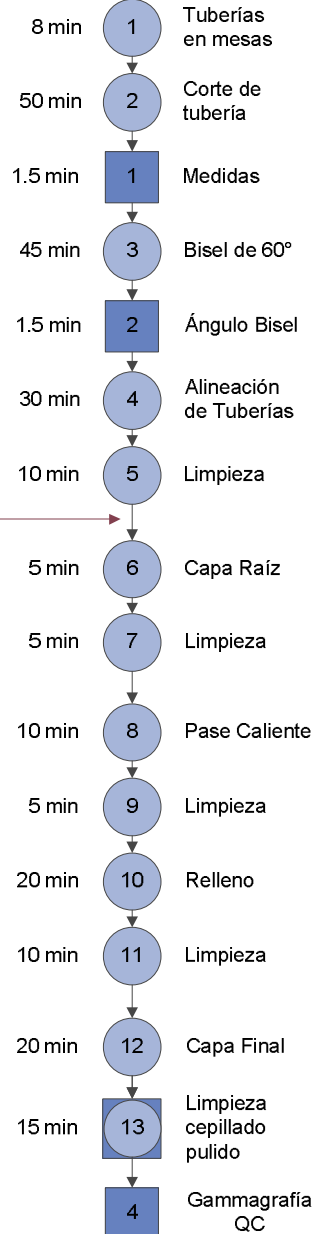 8 min 1 Tuberías
en mesas
50 min 2 Corte de
tubería
1.5 min 1 Medidas
45 min 3 Bisel de 60°
1.5 min 2 Ángulo Bisel
30 min 4 Alineación
de Tuberías
10 min 5 Limpieza
5 min 6 Capa Raíz
5 min 7 Limpieza
10 min 8 Pase Caliente
5 min 9 Limpieza
20 min 10 Relleno
10 min 11 Limpieza
20 min 12 Capa Final
15 min 13 Limpieza
cepillado
pulido
4 Gammagrafía
QC